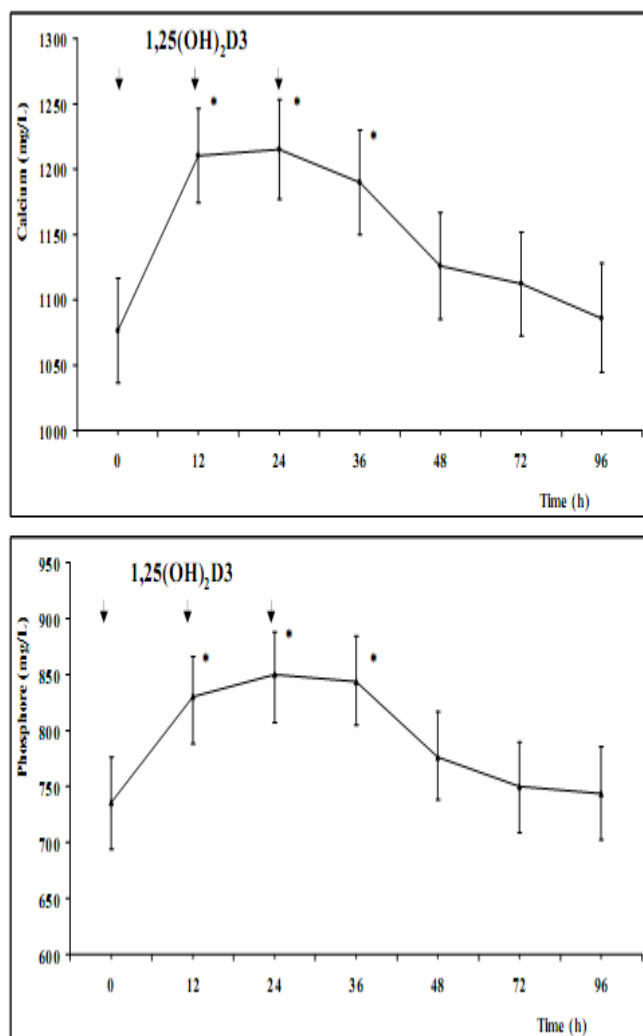 1,25(OH)₂D3
Calcium (mg/L)
1300
1250
1200
1150
1100
1050
1000
* * *
0 12 24 36 48 72 96
Time (h)
1,25(OH)₂D3
Phosphore (mg/L)
950
900
850
800
750
700
650
600
* * *
0 12 24 36 48 72 96
Time (h)